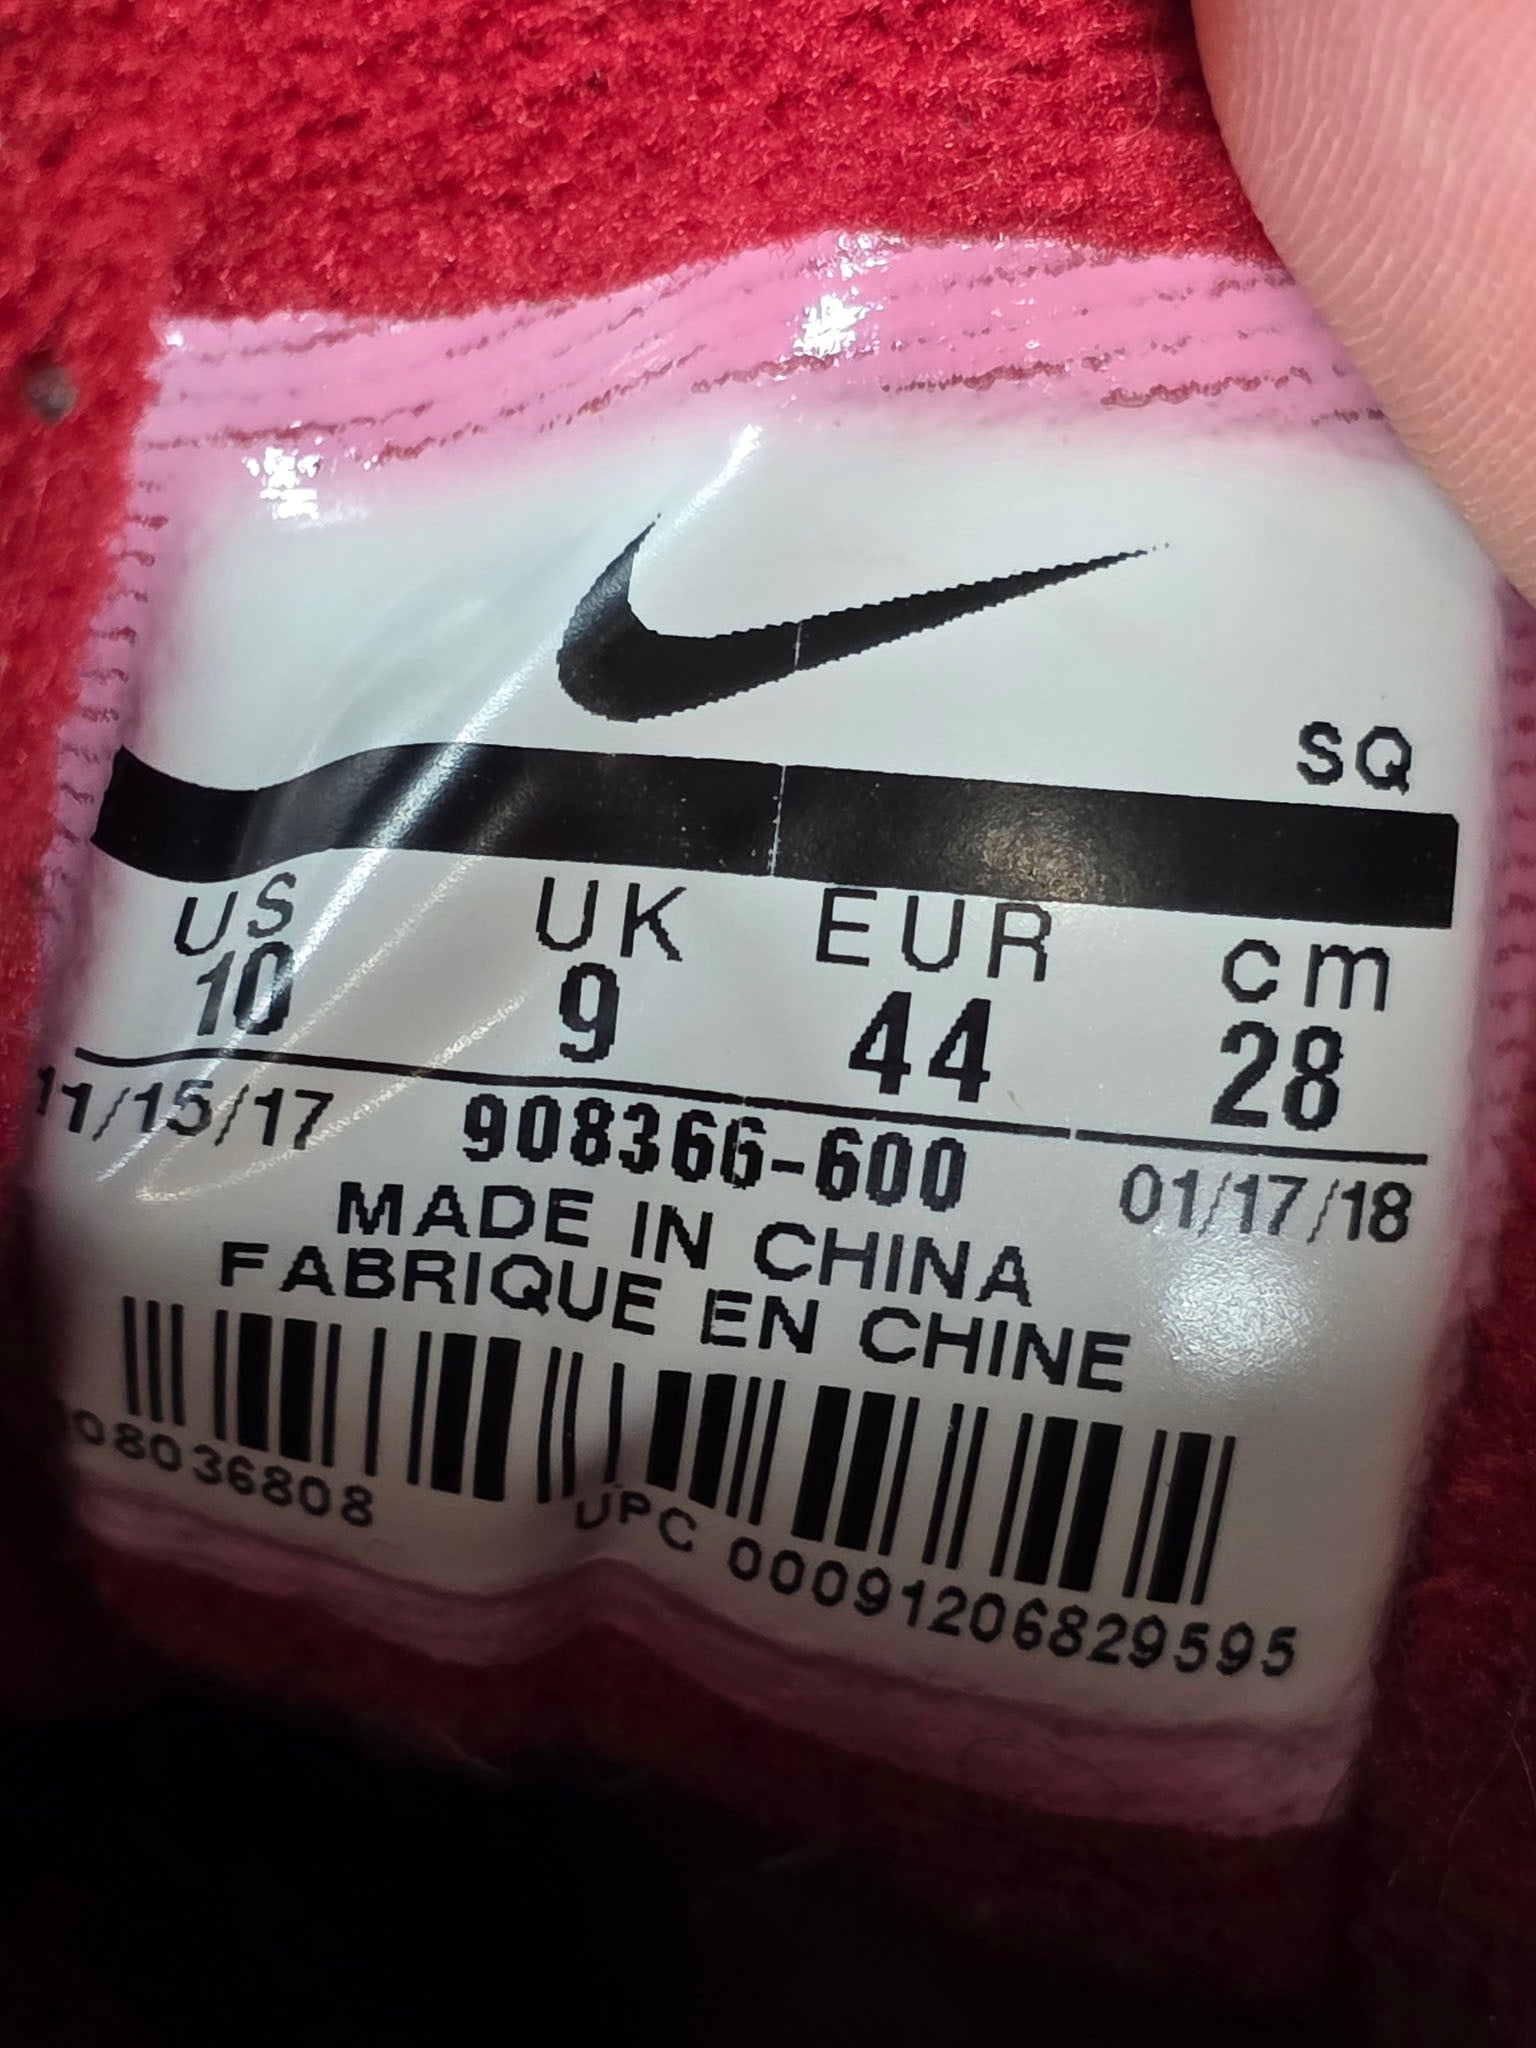 SQ
US UK EUR cm
10 9 44 28
11/15/17 908366-600 01/17/18
MADE IN CHINA
FABRIQUE EN CHINE
08036808 UPC 00091206829595